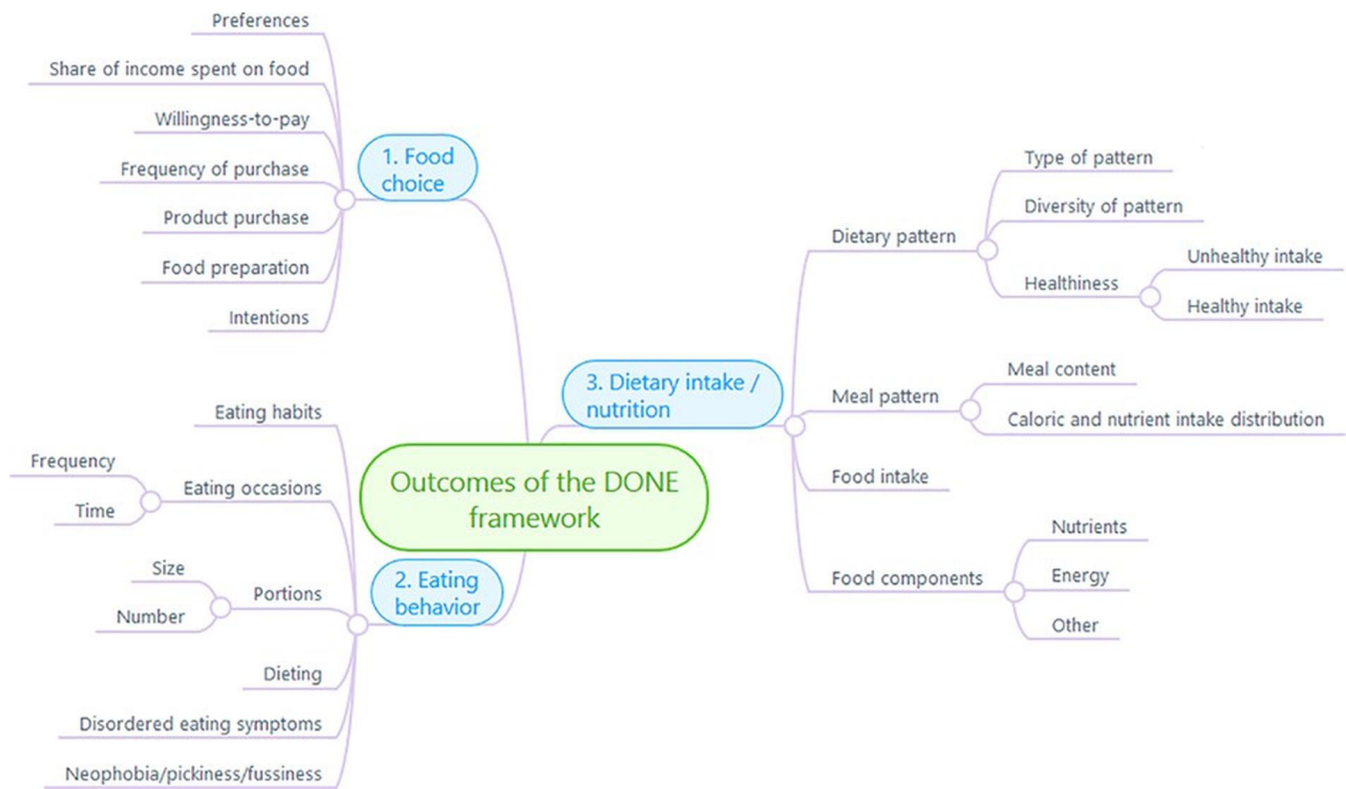 Preferences
Share of income spent on food
Willingness-to-pay
Frequency of purchase
Product purchase
Food preparation
Intentions
1. Food
choice
Eating habits
Frequency
Eating occasions
Time
Size
Portions
Number
Dieting
Disordered eating symptoms
Neophobia/pickiness/fussiness
2. Eating
behavior
Outcomes of the DONE
framework
3. Dietary intake /
nutrition
Type of pattern
Diversity of pattern
Dietary pattern
Healthiness
Unhealthy intake
Healthy intake
Meal content
Meal pattern
Caloric and nutrient intake distribution
Food intake
Nutrients
Food components
Energy
Other